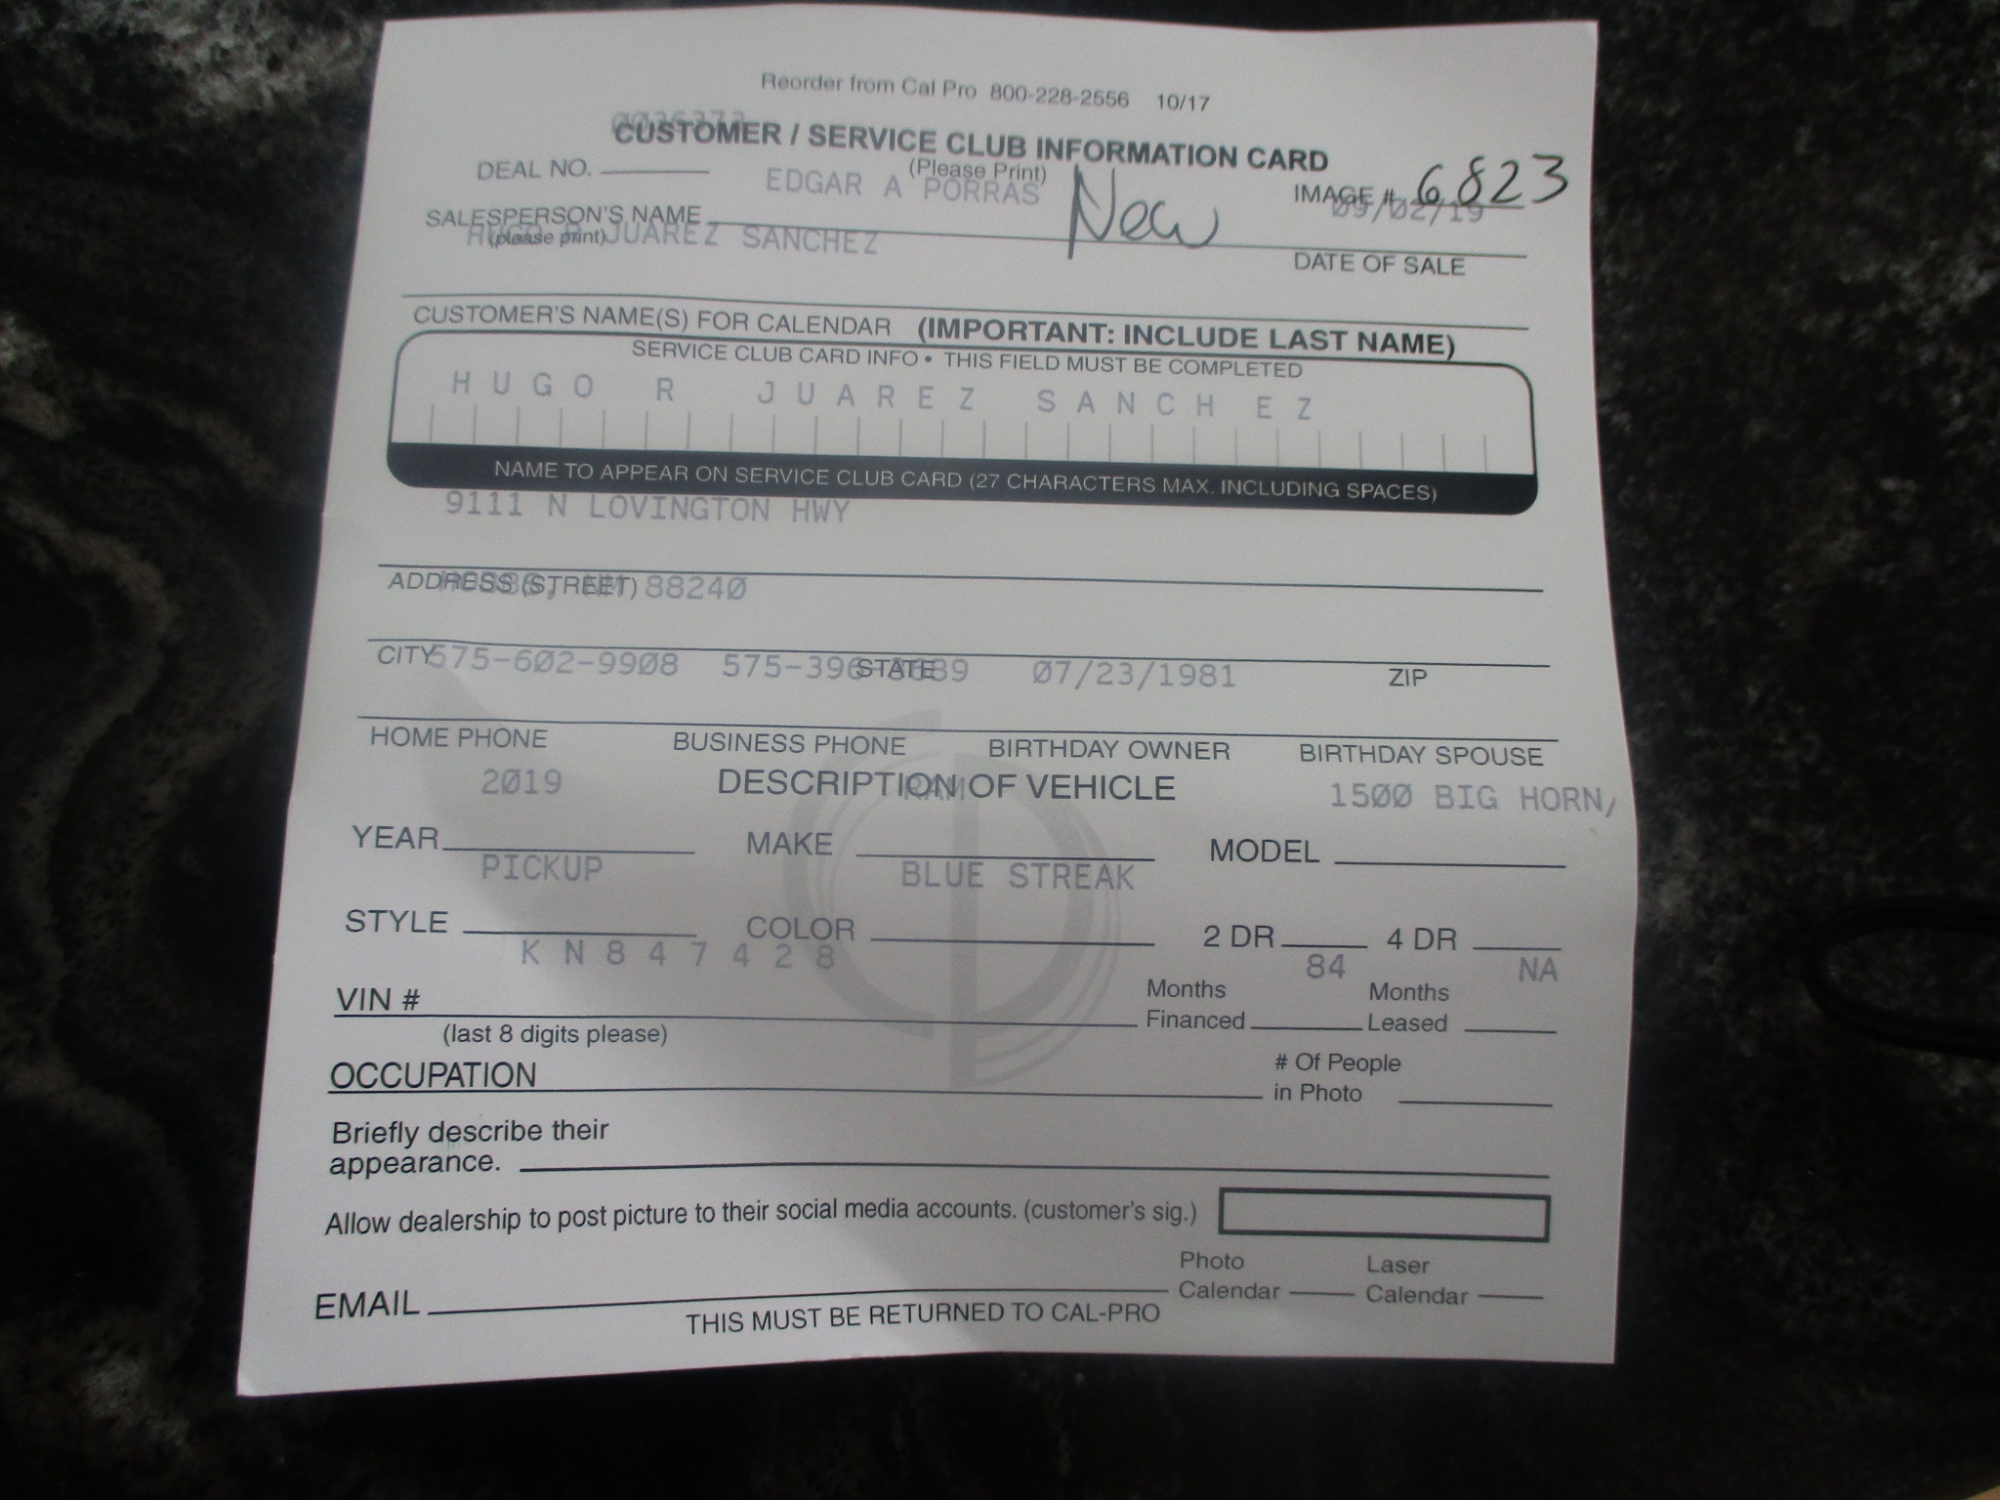 Reorder from Cal Pro 800-228-2556 10/17
CUSTOMER / SERVICE CLUB INFORMATION CARD
(Please Print)
DEAL NO.
EDGAR A PORRAS
New
IMAGE # 6823
09/02/19
SALESPERSON'S NAME
(please print)
HUGO R JUAREZ SANCHEZ
DATE OF SALE
CUSTOMER'S NAME(S) FOR CALENDAR (IMPORTANT: INCLUDE LAST NAME)
SERVICE CLUB CARD INFO • THIS FIELD MUST BE COMPLETED
HUGO R JUAREZ SANCHEZ
NAME TO APPEAR ON SERVICE CLUB CARD (27 CHARACTERS MAX. INCLUDING SPACES)
9111 N LOVINGTON HWY
ADDRESS (STREET) 88240
CITY STATE ZIP
575-602-9908 07/23/1981
HOME PHONE BUSINESS PHONE BIRTHDAY OWNER BIRTHDAY SPOUSE
DESCRIPTION OF VEHICLE
2019 RAM 1500 BIG HORN/
YEAR MAKE MODEL
PICKUP BLUE STREAK
STYLE COLOR 2 DR 4 DR
KN847428 84 NA
VIN # Months Financed Months Leased
(last 8 digits please)
OCCUPATION # Of People in Photo
Briefly describe their
appearance.
Allow dealership to post picture to their social media accounts. (customer's sig.)
Photo Calendar Laser Calendar
EMAIL
THIS MUST BE RETURNED TO CAL-PRO